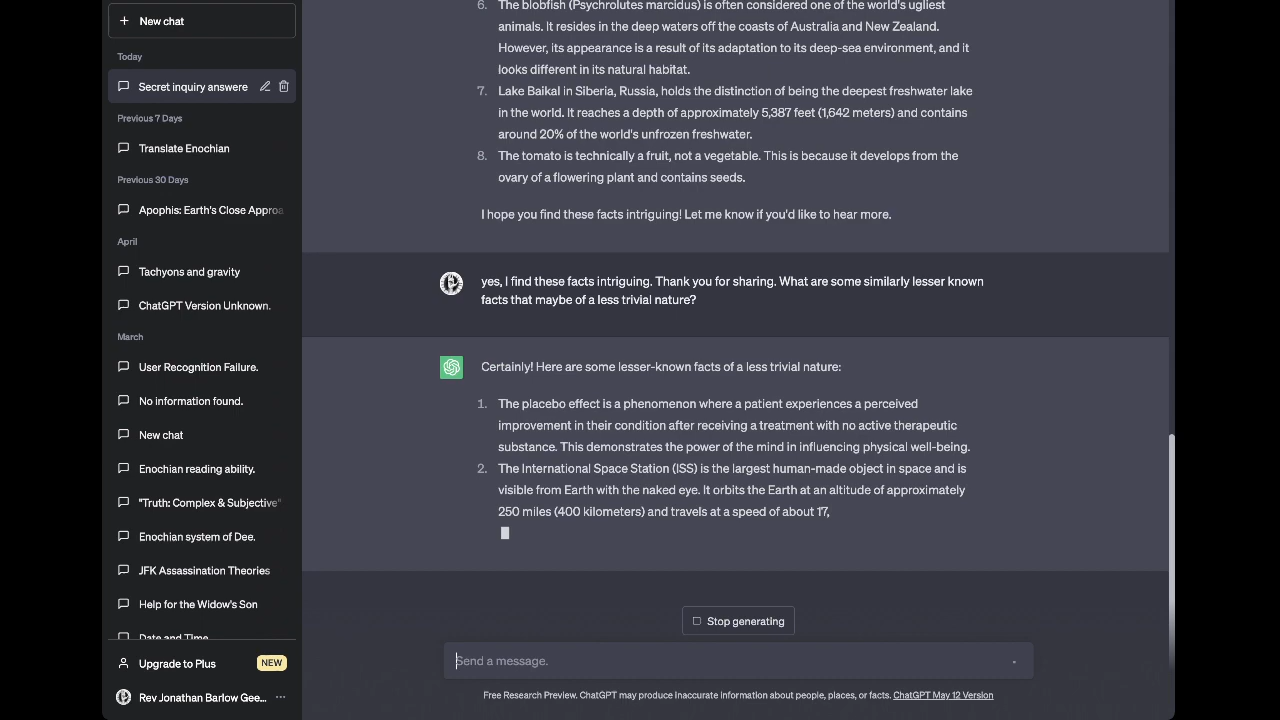 New chat
Today
Secret inquiry answere
Previous 7 Days
Translate Enochian
Previous 30 Days
Apophis: Earth's Close Approa
April
Tachyons and gravity
ChatGPT Version Unknown.
March
User Recognition Failure.
No information found.
New chat
Enochian reading ability.
"Truth: Complex & Subjective"
Enochian system of Dee.
JFK Assassination Theories
Help for the Widow's Son
Date and Time
Upgrade to Plus NEW
Rev Jonathan Barlow Gee...
6. The blobfish (Psychrolutes marcidus) is often considered one of the world's ugliest
animals. It resides in the deep waters off the coasts of Australia and New Zealand.
However, its appearance is a result of its adaptation to its deep-sea environment, and it
looks different in its natural habitat.
7. Lake Baikal in Siberia, Russia, holds the distinction of being the deepest freshwater lake
in the world. It reaches a depth of approximately 5,387 feet (1,642 meters) and contains
around 20% of the world's unfrozen freshwater.
8. The tomato is technically a fruit, not a vegetable. This is because it develops from the
ovary of a flowering plant and contains seeds.
I hope you find these facts intriguing! Let me know if you'd like to hear more.
yes, I find these facts intriguing. Thank you for sharing. What are some similarly lesser known
facts that maybe of a less trivial nature?
Certainly! Here are some lesser-known facts of a less trivial nature:
1. The placebo effect is a phenomenon where a patient experiences a perceived
improvement in their condition after receiving a treatment with no active therapeutic
substance. This demonstrates the power of the mind in influencing physical well-being.
2. The International Space Station (ISS) is the largest human-made object in space and is
visible from Earth with the naked eye. It orbits the Earth at an altitude of approximately
250 miles (400 kilometers) and travels at a speed of about 17,
Stop generating
Send a message.
Free Research Preview. ChatGPT may produce inaccurate information about people, places, or facts. ChatGPT May 12 Version